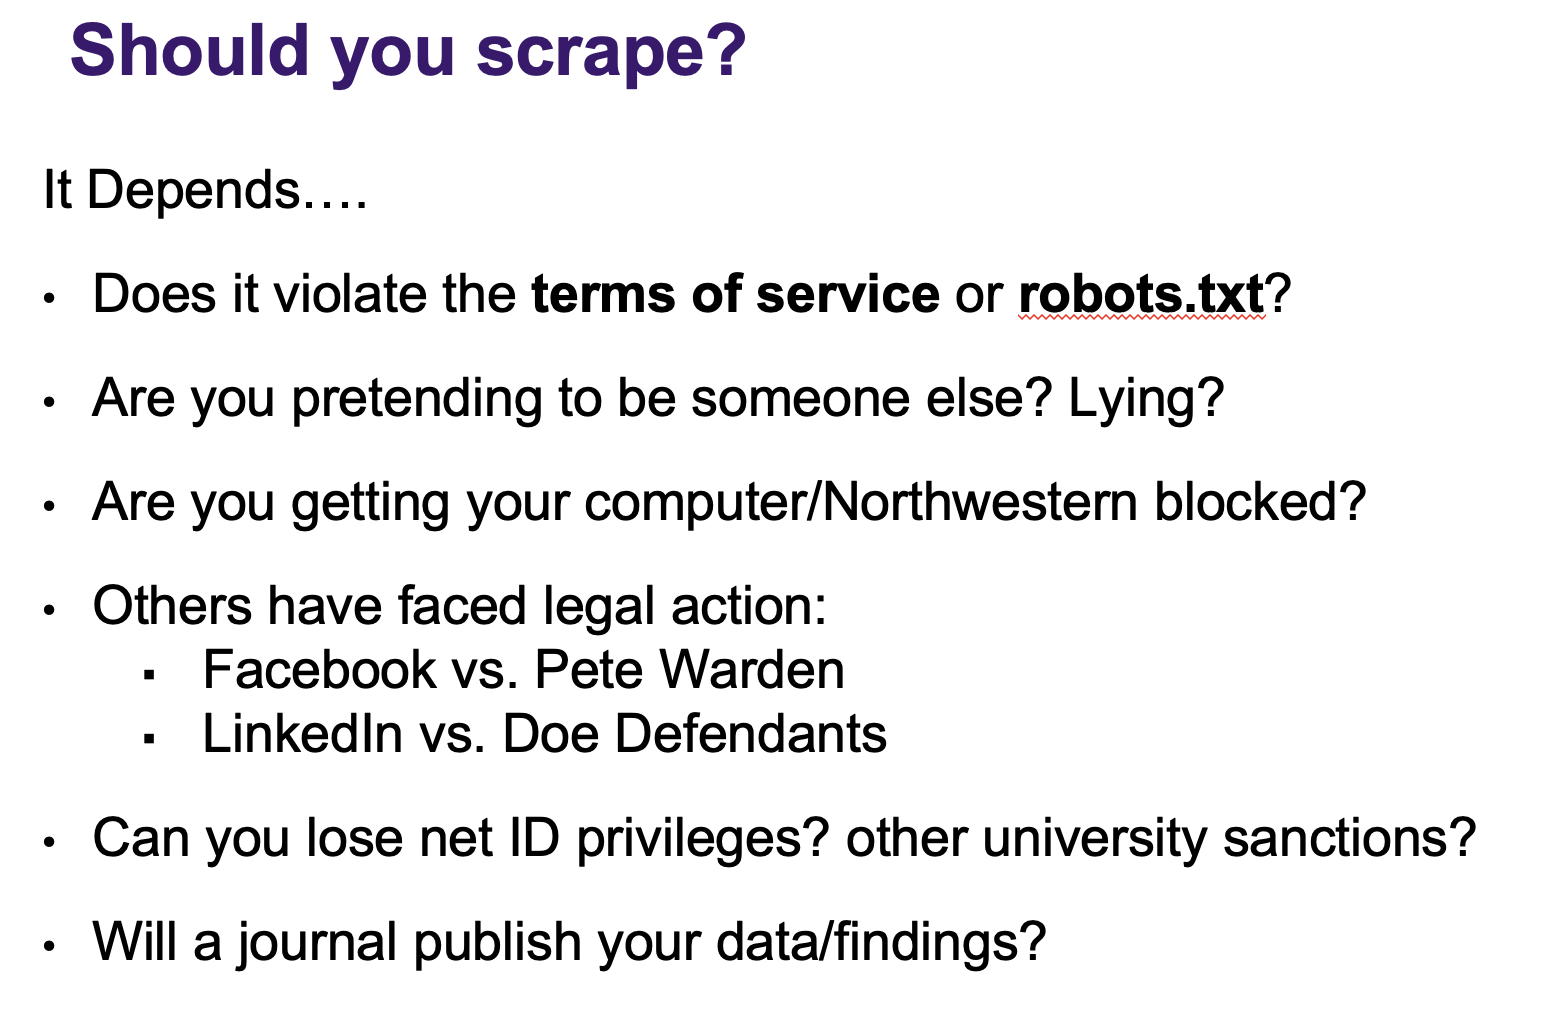 Should you scrape?
It Depends….
• Does it violate the terms of service or robots.txt?
• Are you pretending to be someone else? Lying?
• Are you getting your computer/Northwestern blocked?
• Others have faced legal action:
▪ Facebook vs. Pete Warden
▪ LinkedIn vs. Doe Defendants
• Can you lose net ID privileges? other university sanctions?
• Will a journal publish your data/findings?